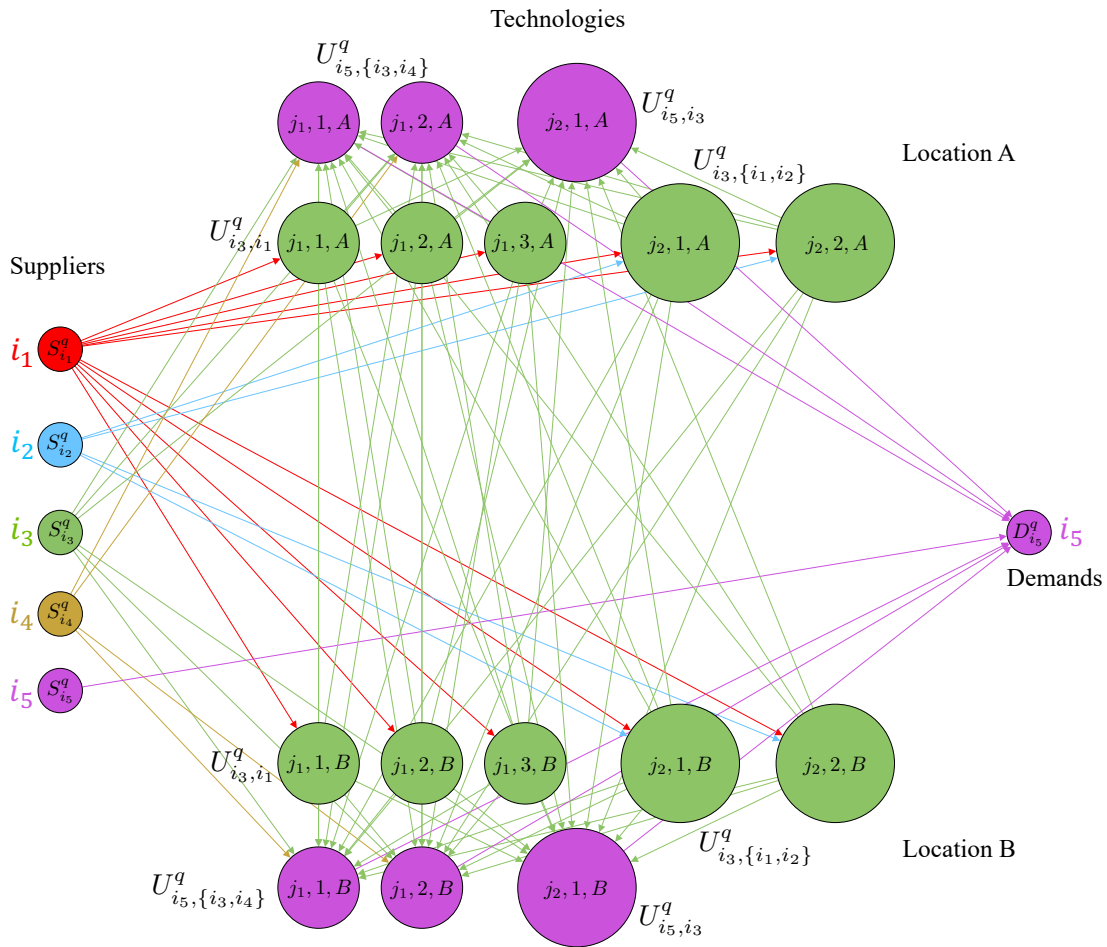 Technologies
U^q_{i_5,{i_3,i_4}}
j_1, 1, A
j_1, 2, A
j_2, 1, A
U^q_{i_5,i_3}
U^q_{i_3,{i_1,i_2}}
Location A
U^q_{i_3,i_1}
j_1, 1, A
j_1, 2, A
j_1, 3, A
j_2, 1, A
j_2, 2, A
Suppliers
i_1 S^q_{i_1}
i_2 S^q_{i_2}
i_3 S^q_{i_3}
D^q_{i_5} i_5
Demands
i_4 S^q_{i_4}
i_5 S^q_{i_5}
U^q_{i_3,i_1}
j_1, 1, B
j_1, 2, B
j_1, 3, B
j_2, 1, B
j_2, 2, B
U^q_{i_3,{i_1,i_2}}
Location B
U^q_{i_5,{i_3,i_4}}
j_1, 1, B
j_1, 2, B
j_2, 1, B
U^q_{i_5,i_3}